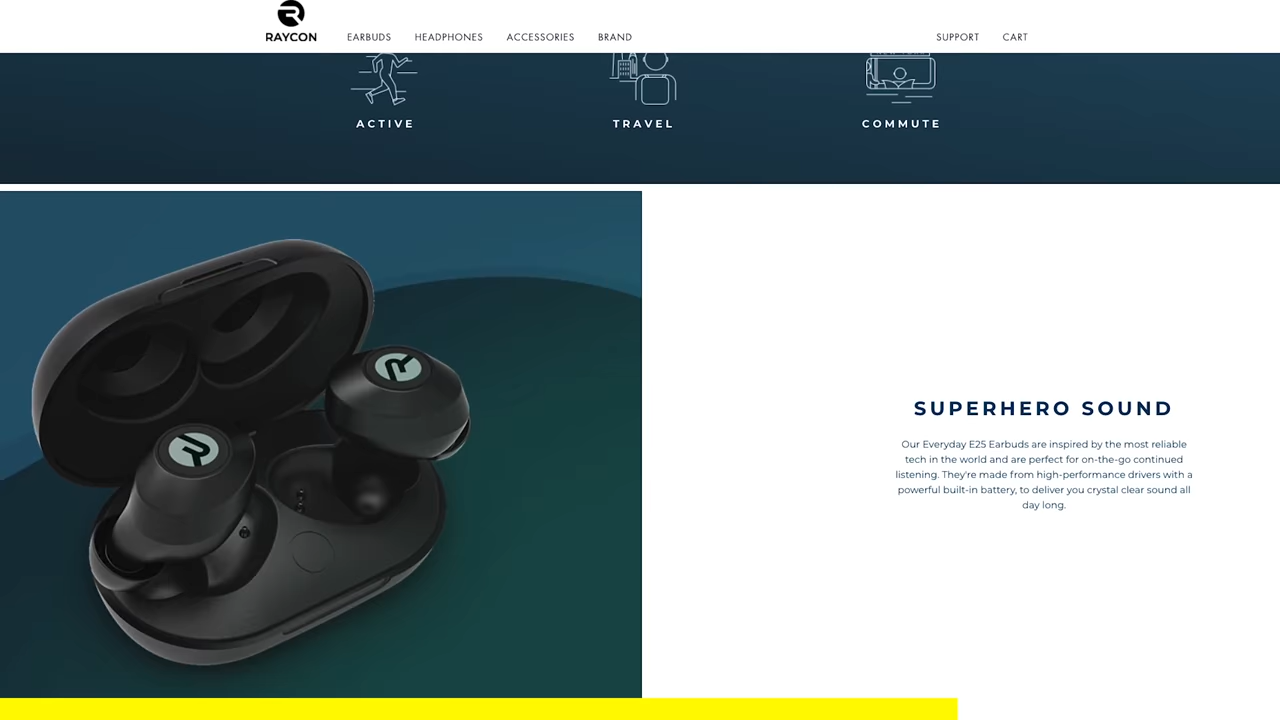 RAYCON
EARBUDS HEADPHONES ACCESSORIES BRAND SUPPORT CART
ACTIVE TRAVEL COMMUTE
SUPERHERO SOUND
Our Everyday E25 Earbuds are inspired by the most reliable
tech in the world and are perfect for on-the-go continued
listening. They're made from high-performance drivers with a
powerful built-in battery, to deliver you crystal clear sound all
day long.